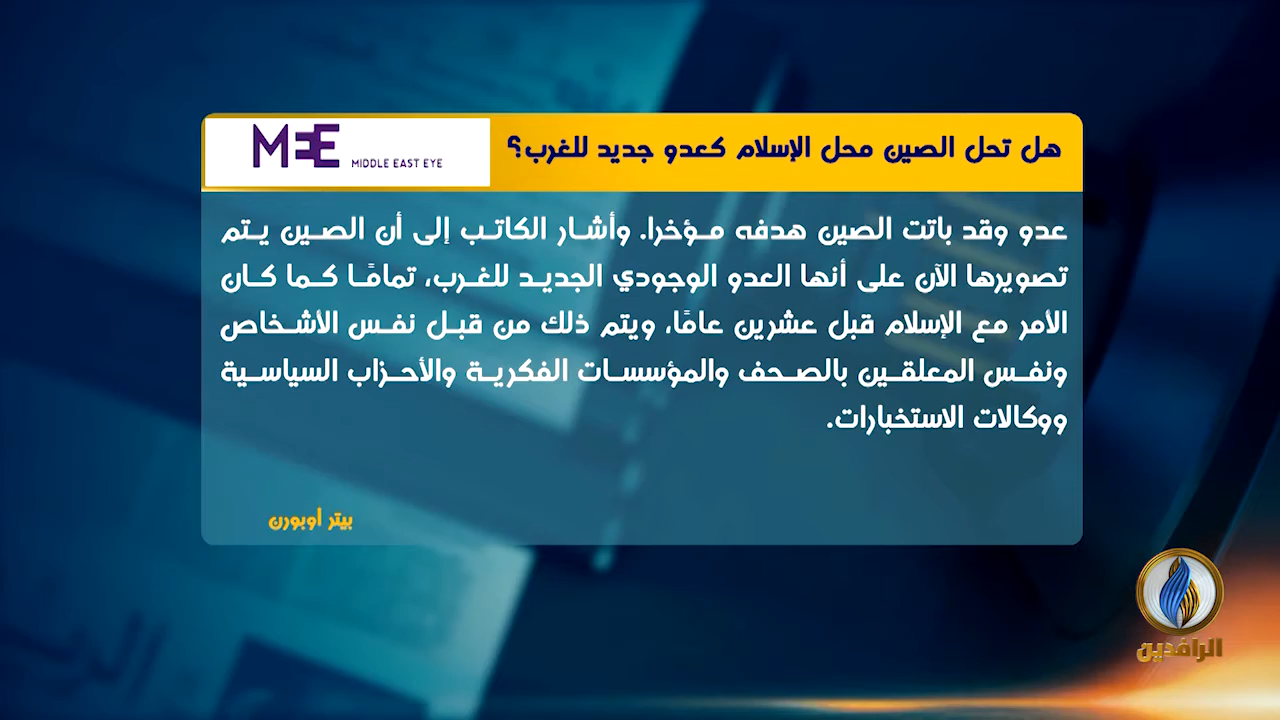 هل تحل الصين محل الإسلام كعدو جديد للغرب؟
MEE MIDDLE EAST EYE
عدو وقد باتت الصين هدفه مؤخرا. وأشار الكاتب إلى أن الصين يتم
تصويرها الآن على أنها العدو الوجودي الجديد للغرب، تمامًا كما كان
الأمر مع الإسلام قبل عشرين عامًا، ويتم ذلك من قبل نفس الأشخاص
ونفس المعلقين بالصحف والمؤسسات الفكرية والأحزاب السياسية
ووكالات الاستخبارات.
بيتر أوبورن
الرافدين